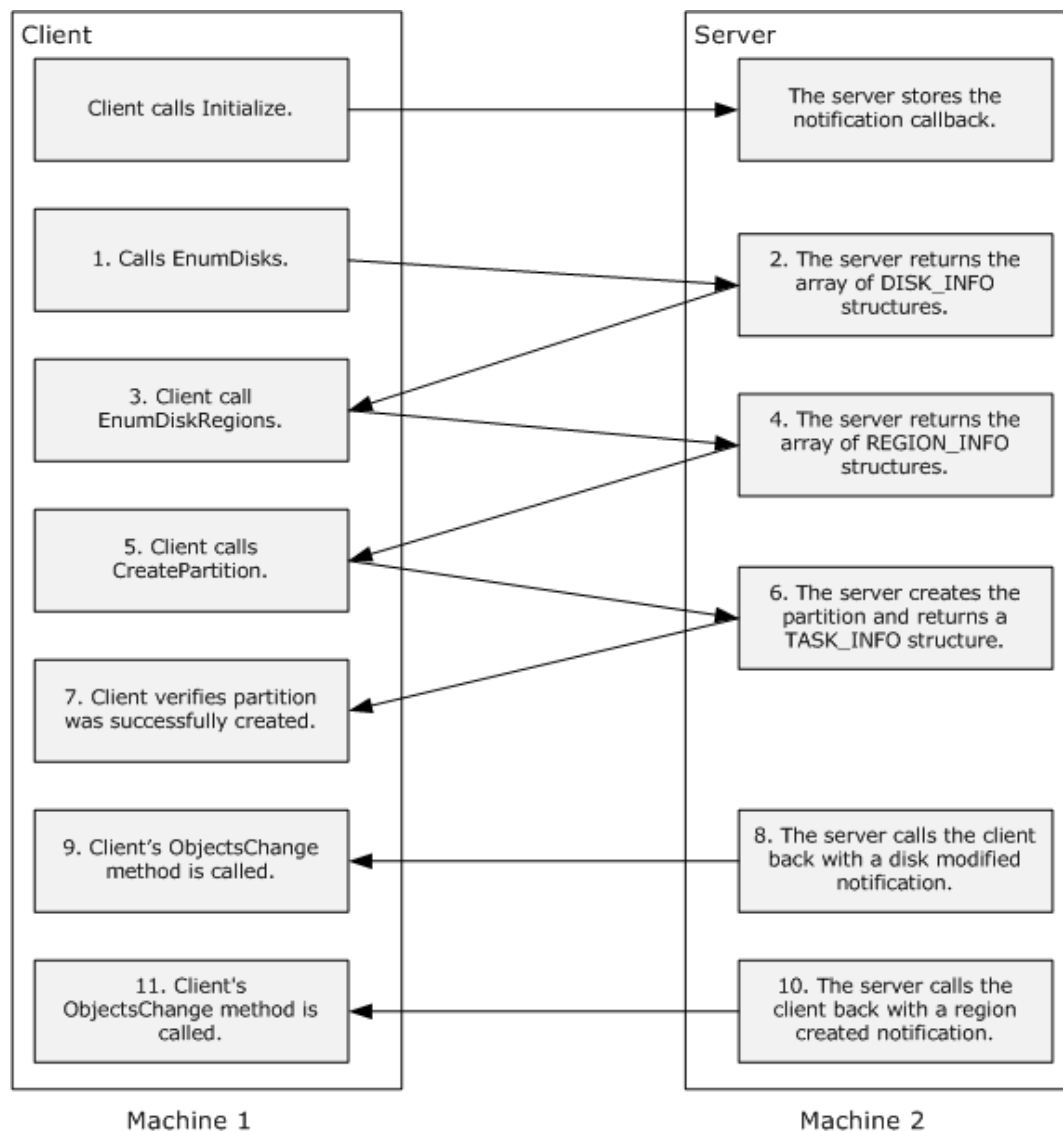 Client
Server
Client calls Initialize.
The server stores the
notification callback.
1. Calls EnumDisks.
2. The server returns the
array of DISK_INFO
structures.
3. Client call
EnumDiskRegions.
4. The server returns the
array of REGION_INFO
structures.
5. Client calls
CreatePartition.
6. The server creates the
partition and returns a
TASK_INFO structure.
7. Client verifies partition
was successfully created.
8. The server calls the client
back with a disk modified
notification.
9. Client’s ObjectsChange
method is called.
10. The server calls the
client back with a region
created notification.
11. Client's
ObjectsChange method is
called.
Machine 1
Machine 2